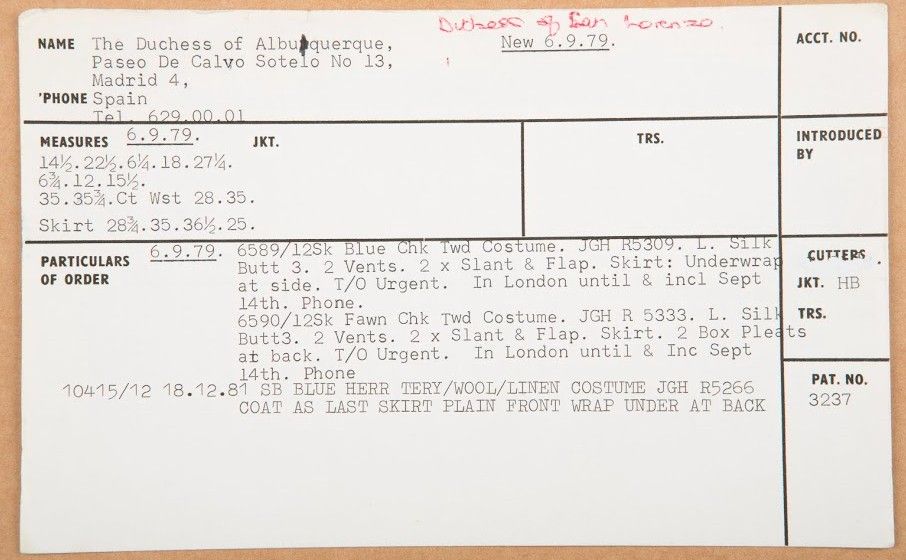 Duchess of San Lorenzo.
NAME The Duchess of Albuquerque, New 6.9.79. ACCT. NO.
Paseo De Calvo Sotelo No 13,
Madrid 4,
'PHONE Spain
Tel. 629.00.01
MEASURES 6.9.79. JKT. TRS. INTRODUCED BY
14½.22½.6¼.18.27¼.
6¾.12.15½.
35.35¾.Ct Wst 28.35.
Skirt 28¾.35.36½.25.
PARTICULARS OF ORDER
6.9.79. 6589/12Sk Blue Chk Twd Costume. JGH R5309. L. Silk
Butt 3. 2 Vents. 2 x Slant & Flap. Skirt: Underwrap
at side. T/O Urgent. In London until & incl Sept
14th. Phone.
6590/12Sk Fawn Chk Twd Costume. JGH R 5333. L. Silk
Butt3. 2 Vents. 2 x Slant & Flap. Skirt. 2 Box Pleats
at back. T/O Urgent. In London until & Inc Sept
14th. Phone
10415/12 18.12.81 SB BLUE HERR TERY/WOOL/LINEN COSTUME JGH R5266
COAT AS LAST SKIRT PLAIN FRONT WRAP UNDER AT BACK
CUTTERS.
JKT. HB
TRS.
PAT. NO.
3237